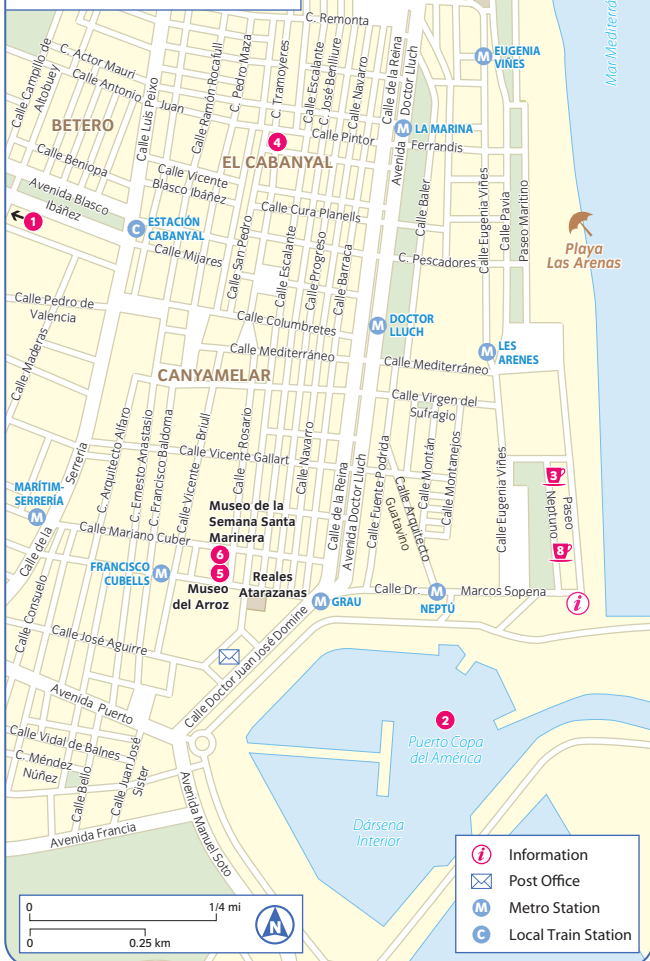 C. Remonta
Mar Mediterrá
EUGENIA
VIÑES
Calle Campillo de
Altobuey
C. Actor Mauri
Calle Antonio Juan
Calle Luis Peixo
Calle Ramón Rocafull
C. Pedro Maza
C. Tramoyeres
Calle Escalante
C. José Benlliure
Calle Navarro
Calle de la Reina
Avenida Doctor Lluch
LA MARINA
Ferrandis
Calle Pintor
BETERO
4
EL CABANYAL
Calle Beniopa
Calle Vicente
Blasco Ibáñez
Avenida Blasco
Ibáñez
1
C
ESTACIÓN
CABANYAL
Calle Mijares
Calle San Pedro
Calle Cura Planells
Calle Escalante
Calle Progreso
Calle Barraca
Calle Baler
C. Pescadores
Calle Eugenia Viñes
Calle Pavia
Paseo Maritino
Playa
Las Arenas
Calle Pedro de
Valencia
Calle Maderas
Calle Columbretes
M
DOCTOR
LLUCH
Calle Mediterráneo
Calle Mediterráneo
M
LES
ARENES
CANYAMELAR
Calle Virgen del
Sufragio
C. Arquitecto Alfaro
C. Ernesto Anastasio
C. Francisco Baldoma
Calle Vicente Briull
C. Rosario
Calle Vicente Gallart
Calle Navarro
Calle de la Reina
Avenida Doctor Lluch
Calle Fuente Podrida
Calle Arquitecto
Guatavino
Calle Montán
Calle Montanejos
Calle Eugenia Viñes
3
Paseo
Neptuno
8
MARÍTIM-
SERRERÍA
M
Calle de la Serrería
Museo de la
Semana Santa
Marinera
Calle Mariano Cuber
6
5
FRANCISCO
CUBELLS
M
Museo
del Arroz
Reales
Atarazanas
M
GRAU
Calle Dr. Marcos Sopena
M
NEPTÚ
i
Calle Consuelo
Calle José Aguirre
Calle Doctor Juan José Domine
Avenida Puerto
2
Puerto Copa
del América
Calle Vidal de Balnes
C. Méndez
Núñez
Calle Bello
Calle Juan José
Sister
Avenida Manuel Soto
Avenida Francia
Dársena
Interior
0 1/4 mi
0 0.25 km
N
i Information
Post Office
M Metro Station
C Local Train Station